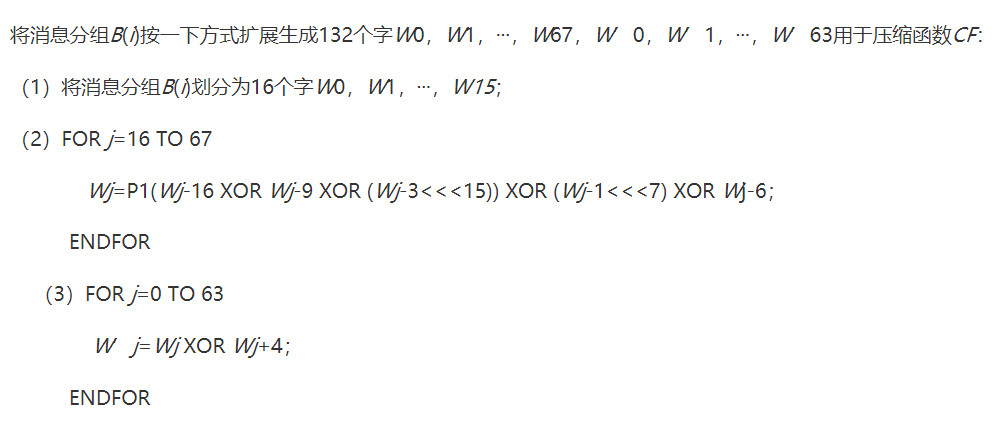 将消息分组B(i)按一下方式扩展生成132个字W0，W1，···，W67，W 0，W 1，···，W 63用于压缩函数CF:
（1）将消息分组B(i)划分为16个字W0，W1，···，W15；
（2）FOR j=16 TO 67
Wj=P1(Wj-16 XOR Wj-9 XOR (Wj-3<<<15)) XOR (Wj-1<<<7) XOR Wj-6；
ENDFOR
（3）FOR j=0 TO 63
W j=Wj XOR Wj+4；
ENDFOR